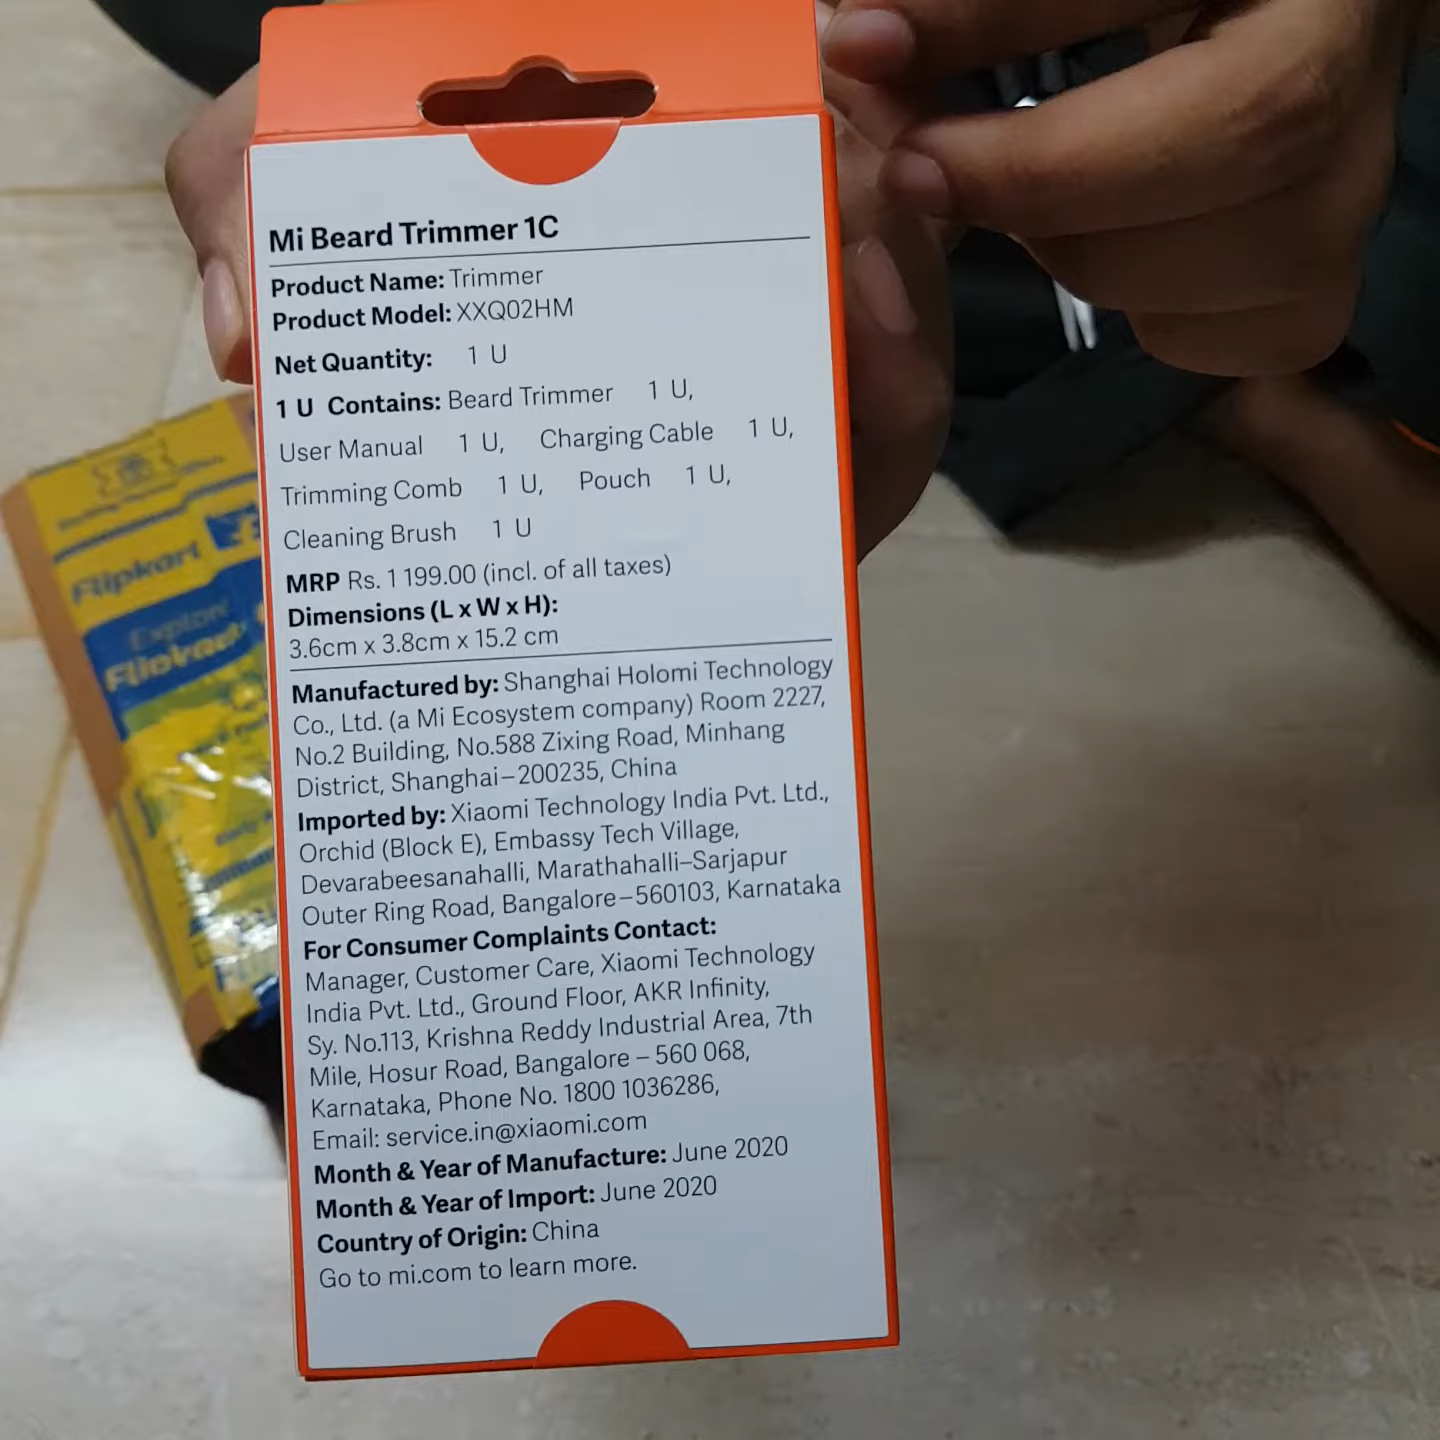 Mi Beard Trimmer 1C
Product Name: Trimmer
Product Model: XXQ02HM
Net Quantity: 1 U
1 U Contains: Beard Trimmer 1 U,
User Manual 1 U, Charging Cable 1 U,
Trimming Comb 1 U, Pouch 1 U,
Cleaning Brush 1 U
MRP Rs. 1199.00 (incl. of all taxes)
Dimensions (L x W x H):
3.6cm x 3.8cm x 15.2 cm
Manufactured by: Shanghai Holomi Technology
Co., Ltd. (a Mi Ecosystem company) Room 2227,
No.2 Building, No.588 Zixing Road, Minhang
District, Shanghai–200235, China
Imported by: Xiaomi Technology India Pvt. Ltd.,
Orchid (Block E), Embassy Tech Village,
Devarabeesanahalli, Marathahalli–Sarjapur
Outer Ring Road, Bangalore–560103, Karnataka
For Consumer Complaints Contact:
Manager, Customer Care, Xiaomi Technology
India Pvt. Ltd., Ground Floor, AKR Infinity,
Sy. No.113, Krishna Reddy Industrial Area, 7th
Mile, Hosur Road, Bangalore – 560 068,
Karnataka, Phone No. 1800 1036286,
Email: service.in@xiaomi.com
Month & Year of Manufacture: June 2020
Month & Year of Import: June 2020
Country of Origin: China
Go to mi.com to learn more.
Flipkart
Explore
Flipkart